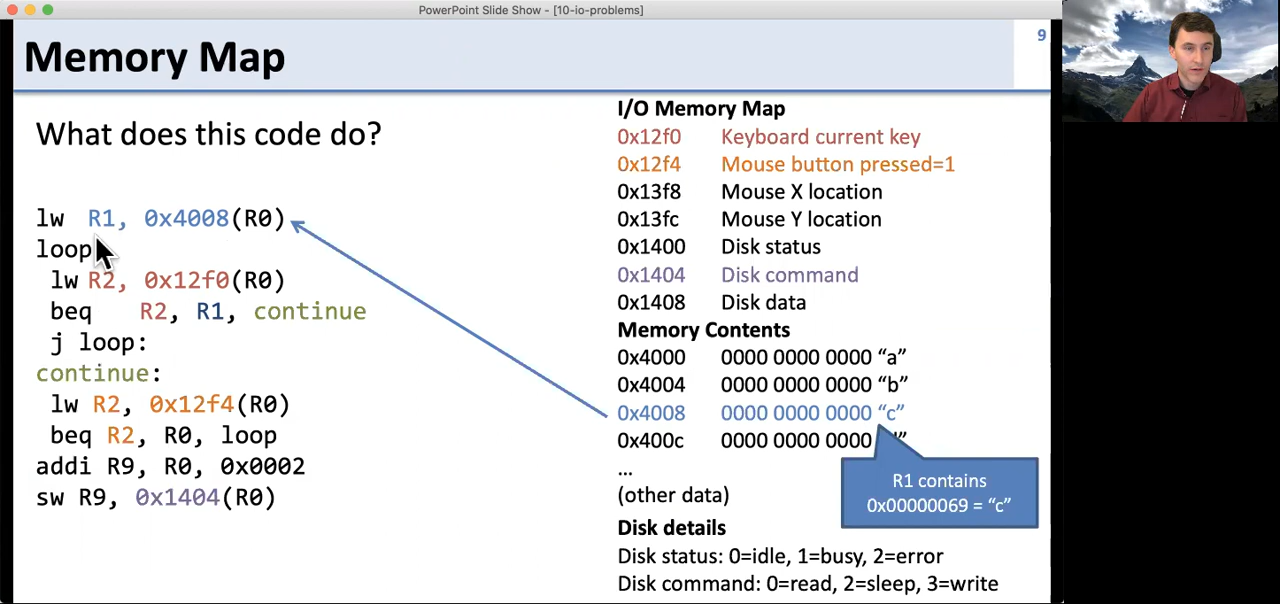 PowerPoint Slide Show - [10-io-problems]
Memory Map
9
What does this code do?
lw R1, 0x4008(R0)
loop
lw R2, 0x12f0(R0)
beq R2, R1, continue
j loop:
continue:
lw R2, 0x12f4(R0)
beq R2, R0, loop
addi R9, R0, 0x0002
sw R9, 0x1404(R0)
I/O Memory Map
0x12f0 Keyboard current key
0x12f4 Mouse button pressed=1
0x13f8 Mouse X location
0x13fc Mouse Y location
0x1400 Disk status
0x1404 Disk command
0x1408 Disk data
Memory Contents
0x4000 0000 0000 0000 “a”
0x4004 0000 0000 0000 “b”
0x4008 0000 0000 0000 “c”
0x400c 0000 0000 0000
...
(other data)
R1 contains
0x00000069 = “c”
Disk details
Disk status: 0=idle, 1=busy, 2=error
Disk command: 0=read, 2=sleep, 3=write